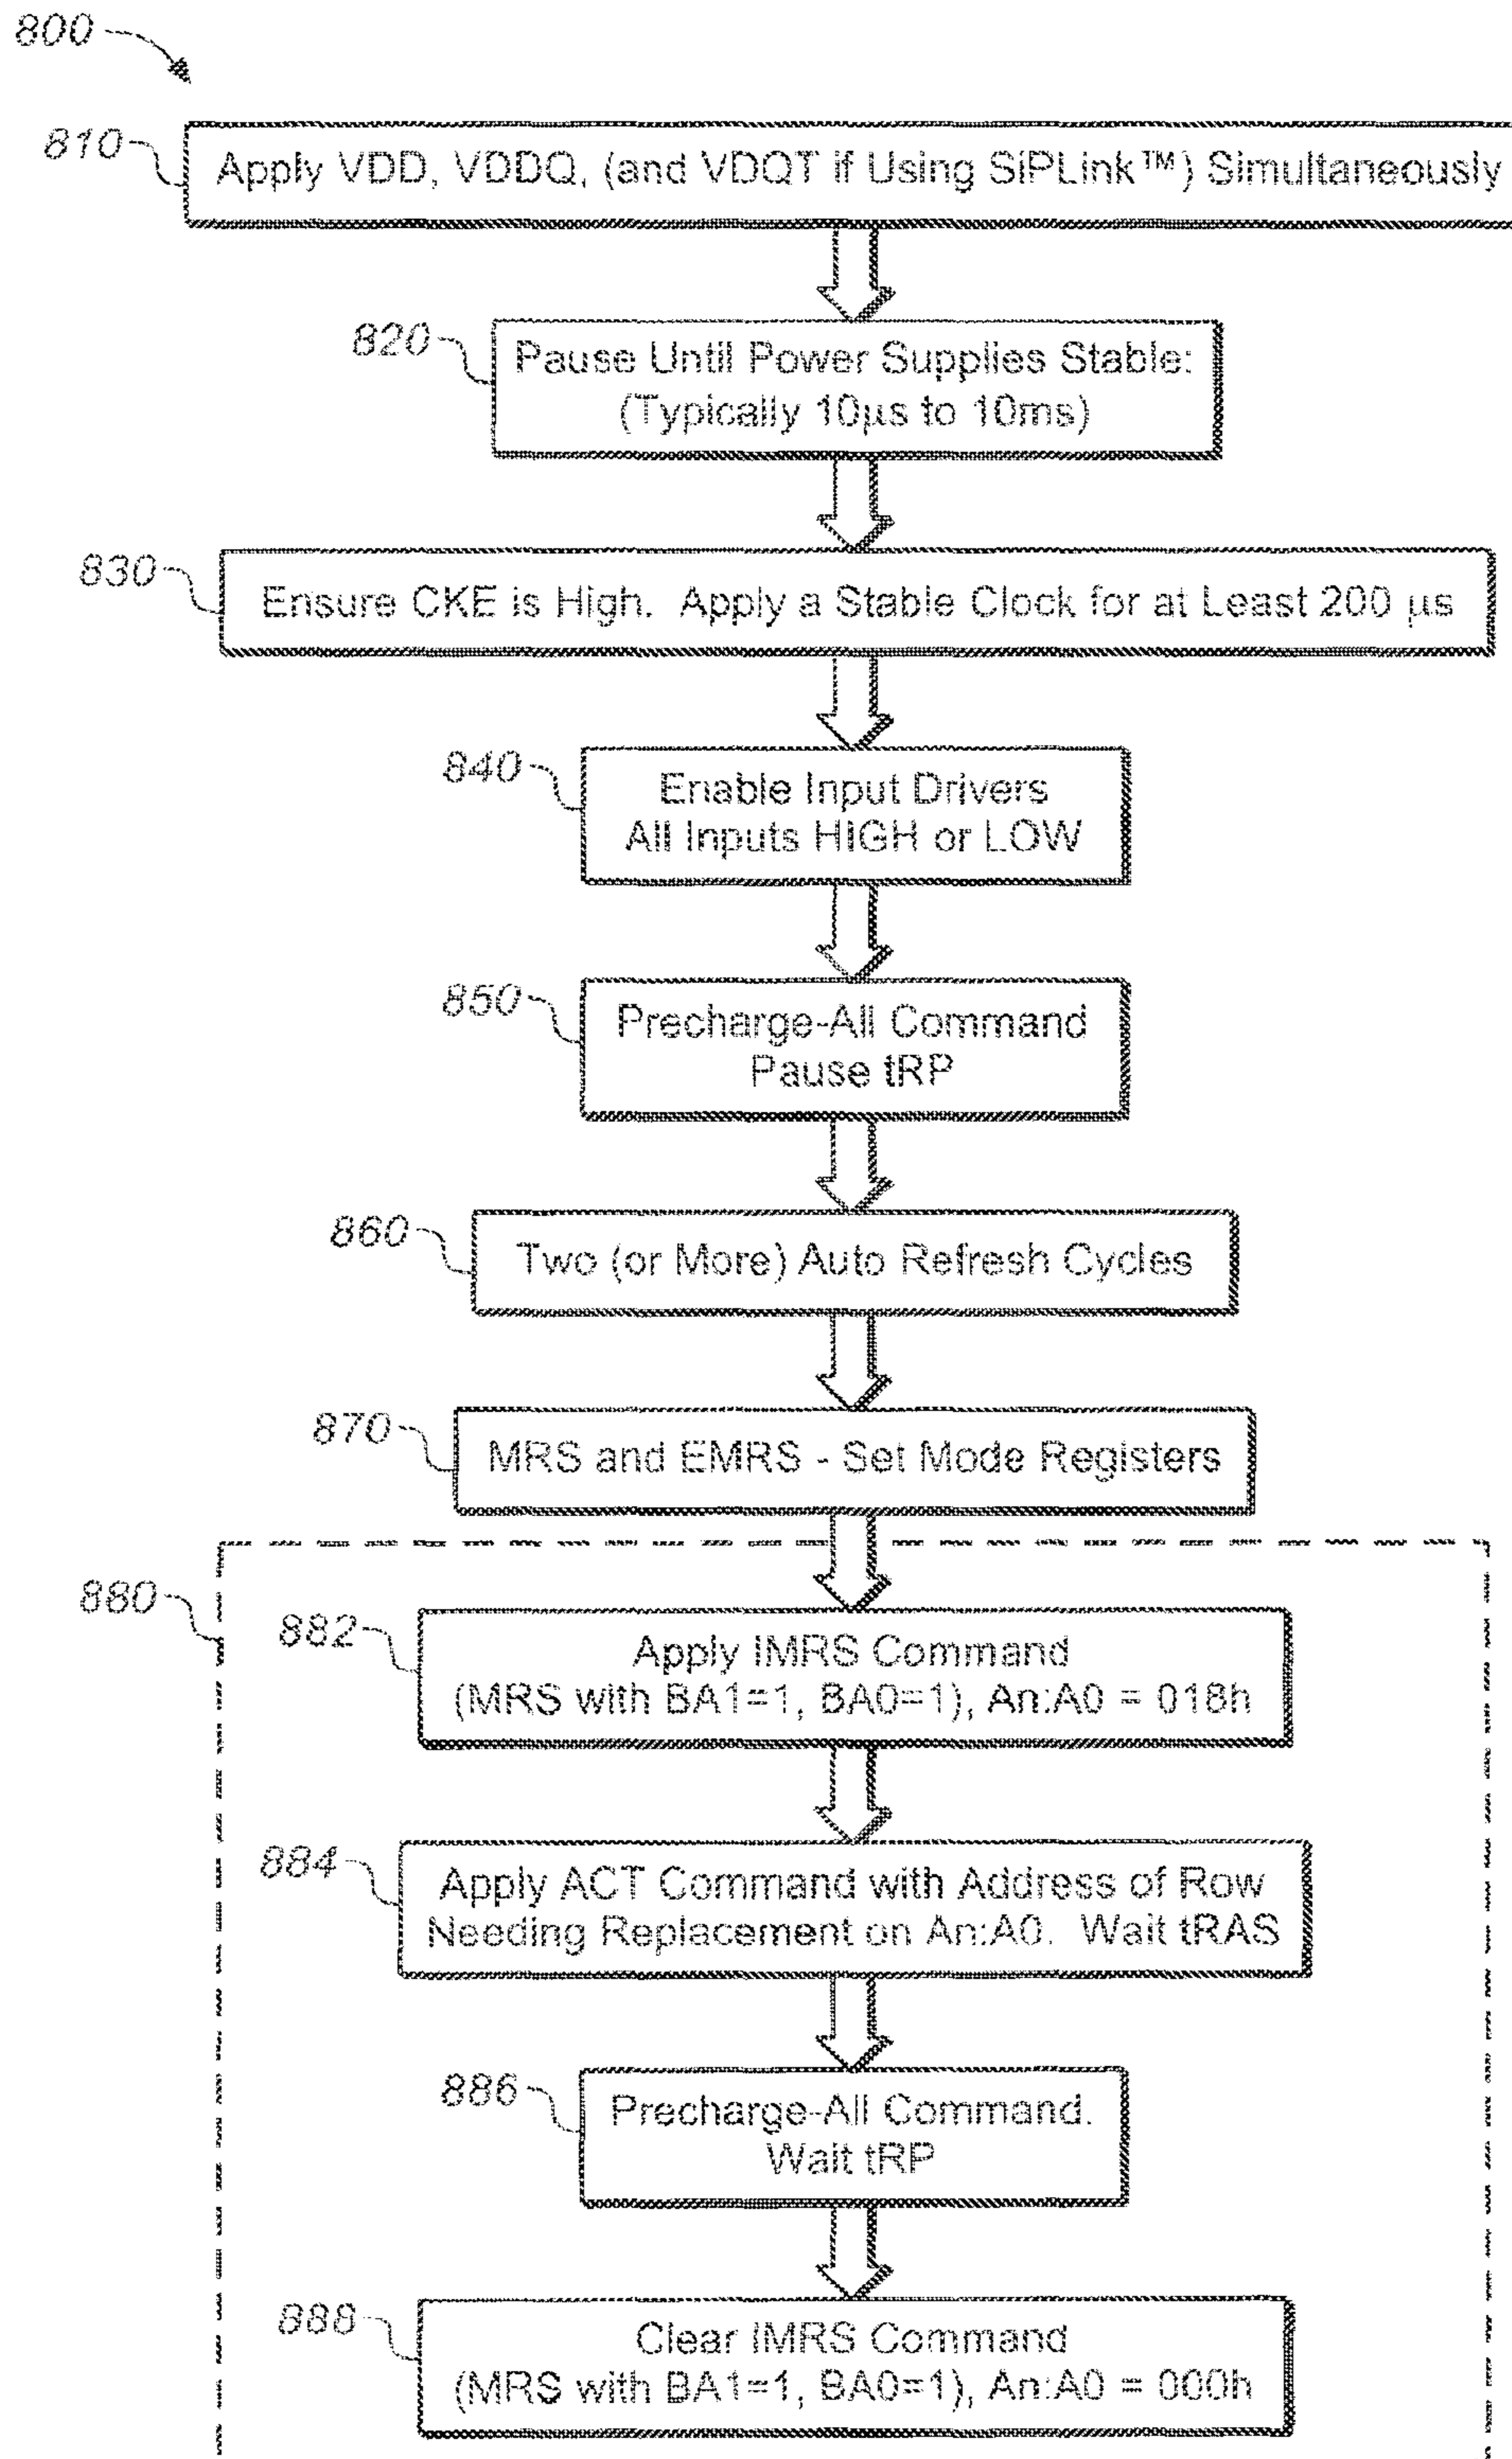 800
810
Apply VDD, VDDQ, (and VDQT if Using SiPLink™) Simultaneously
820
Pause Until Power Supplies Stable:
(Typically 10μs to 10ms)
830
Ensure CKE is High. Apply a Stable Clock for at Least 200 μs
840
Enable Input Drivers
All Inputs HIGH or LOW
850
Precharge-All Command
Pause tRP
860
Two (or More) Auto Refresh Cycles
870
MRS and EMRS - Set Mode Registers
880
882
Apply IMRS Command
(MRS with BA1=1, BA0=1), An:A0 = 018h
884
Apply ACT Command with Address of Row
Needing Replacement on An:A0. Wait tRAS
886
Precharge-All Command.
Wait tRP
888
Clear IMRS Command
(MRS with BA1=1, BA0=1), An:A0 = 000h